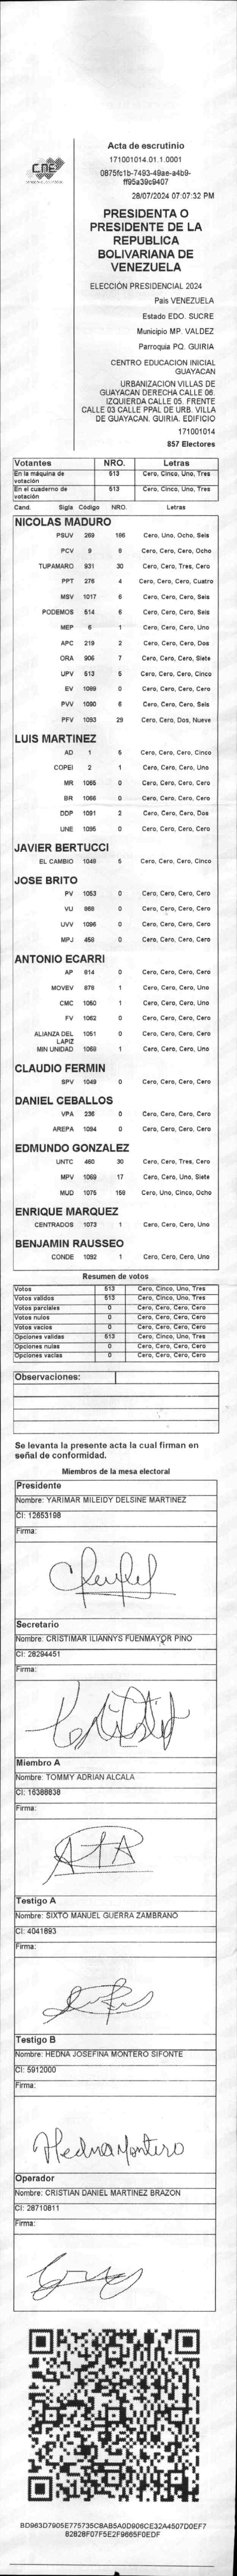 CNE
Acta de escrutinio
171001014.01.1.0001
0875fc1b-7493-49ae-a4b9-
ff95a39c9407
28/07/2024 07:07:32 PM
PRESIDENTA O
PRESIDENTE DE LA
REPUBLICA
BOLIVARIANA DE
VENEZUELA
ELECCIÓN PRESIDENCIAL 2024
Pais VENEZUELA
Estado EDO. SUCRE
Municipio MP. VALDEZ
Parroquia PQ. GUIRIA
CENTRO EDUCACION INICIAL
GUAYACAN
URBANIZACION VILLAS DE
GUAYACAN DERECHA CALLE 06.
IZQUIERDA CALLE 05. FRENTE
CALLE 03 CALLE PPAL DE URB. VILLA
DE GUAYACAN. GUIRIA. EDIFICIO
171001014
857 Electores
Votantes NRO. Letras
En la máquina de votación 513 Cero, Cinco, Uno, Tres
En el cuaderno de votación 513 Cero, Cinco, Uno, Tres
Cand. Sigla Código NRO. Letras
NICOLAS MADURO
PSUV 269 186 Cero, Uno, Ocho, Seis
PCV 9 8 Cero, Cero, Cero, Ocho
TUPAMARO 931 30 Cero, Cero, Tres, Cero
PPT 276 4 Cero, Cero, Cero, Cuatro
MSV 1017 6 Cero, Cero, Cero, Seis
PODEMOS 514 6 Cero, Cero, Cero, Seis
MEP 6 1 Cero, Cero, Cero, Uno
APC 219 2 Cero, Cero, Cero, Dos
ORA 906 7 Cero, Cero, Cero, Siete
UPV 513 5 Cero, Cero, Cero, Cinco
EV 1089 0 Cero, Cero, Cero, Cero
PVV 1090 6 Cero, Cero, Cero, Seis
PFV 1093 29 Cero, Cero, Dos, Nueve
LUIS MARTINEZ
AD 1 5 Cero, Cero, Cero, Cinco
COPEI 2 1 Cero, Cero, Cero, Uno
MR 1065 0 Cero, Cero, Cero, Cero
BR 1066 0 Cero, Cero, Cero, Cero
DDP 1091 2 Cero, Cero, Cero, Dos
UNE 1095 0 Cero, Cero, Cero, Cero
JAVIER BERTUCCI
EL CAMBIO 1048 5 Cero, Cero, Cero, Cinco
JOSE BRITO
PV 1053 0 Cero, Cero, Cero, Cero
VU 868 0 Cero, Cero, Cero, Cero
UVV 1096 0 Cero, Cero, Cero, Cero
MPJ 458 0 Cero, Cero, Cero, Cero
ANTONIO ECARRI
AP 814 0 Cero, Cero, Cero, Cero
MOVEV 878 1 Cero, Cero, Cero, Uno
CMC 1050 1 Cero, Cero, Cero, Uno
FV 1062 0 Cero, Cero, Cero, Cero
ALIANZA DEL LAPIZ 1051 0 Cero, Cero, Cero, Cero
MIN UNIDAD 1068 1 Cero, Cero, Cero, Uno
CLAUDIO FERMIN
SPV 1049 0 Cero, Cero, Cero, Cero
DANIEL CEBALLOS
VPA 236 0 Cero, Cero, Cero, Cero
AREPA 1094 0 Cero, Cero, Cero, Cero
EDMUNDO GONZALEZ
UNTC 460 30 Cero, Cero, Tres, Cero
MPV 1069 17 Cero, Cero, Uno, Siete
MUD 1075 158 Cero, Uno, Cinco, Ocho
ENRIQUE MARQUEZ
CENTRADOS 1073 1 Cero, Cero, Cero, Uno
BENJAMIN RAUSSEO
CONDE 1092 1 Cero, Cero, Cero, Uno
Resumen de votos
Votos 513 Cero, Cinco, Uno, Tres
Votos validos 513 Cero, Cinco, Uno, Tres
Votos parciales 0 Cero, Cero, Cero, Cero
Votos nulos 0 Cero, Cero, Cero, Cero
Votos vacios 0 Cero, Cero, Cero, Cero
Opciones validas 513 Cero, Cinco, Uno, Tres
Opciones nulas 0 Cero, Cero, Cero, Cero
Opciones vacias 0 Cero, Cero, Cero, Cero
Observaciones:
Se levanta la presente acta la cual firman en
señal de conformidad.
Miembros de la mesa electoral
Presidente
Nombre: YARIMAR MILEIDY DELSINE MARTINEZ
CI: 12653198
Firma:
Secretario
Nombre: CRISTIMAR ILIANNYS FUENMAYOR PINO
CI: 28294451
Firma:
Miembro A
Nombre: TOMMY ADRIAN ALCALA
CI: 16388838
Firma:
Testigo A
Nombre: SIXTO MANUEL GUERRA ZAMBRANO
CI: 4041893
Firma:
Testigo B
Nombre: HEDNA JOSEFINA MONTERO SIFONTE
CI: 5912000
Firma:
Hedna Montero
Operador
Nombre: CRISTIAN DANIEL MARTINEZ BRAZON
CI: 28710811
Firma:
BD963D7905E775735C8AB5A0D906CE32A4507D0EF7
82828F07F5E2F9665F0EDF